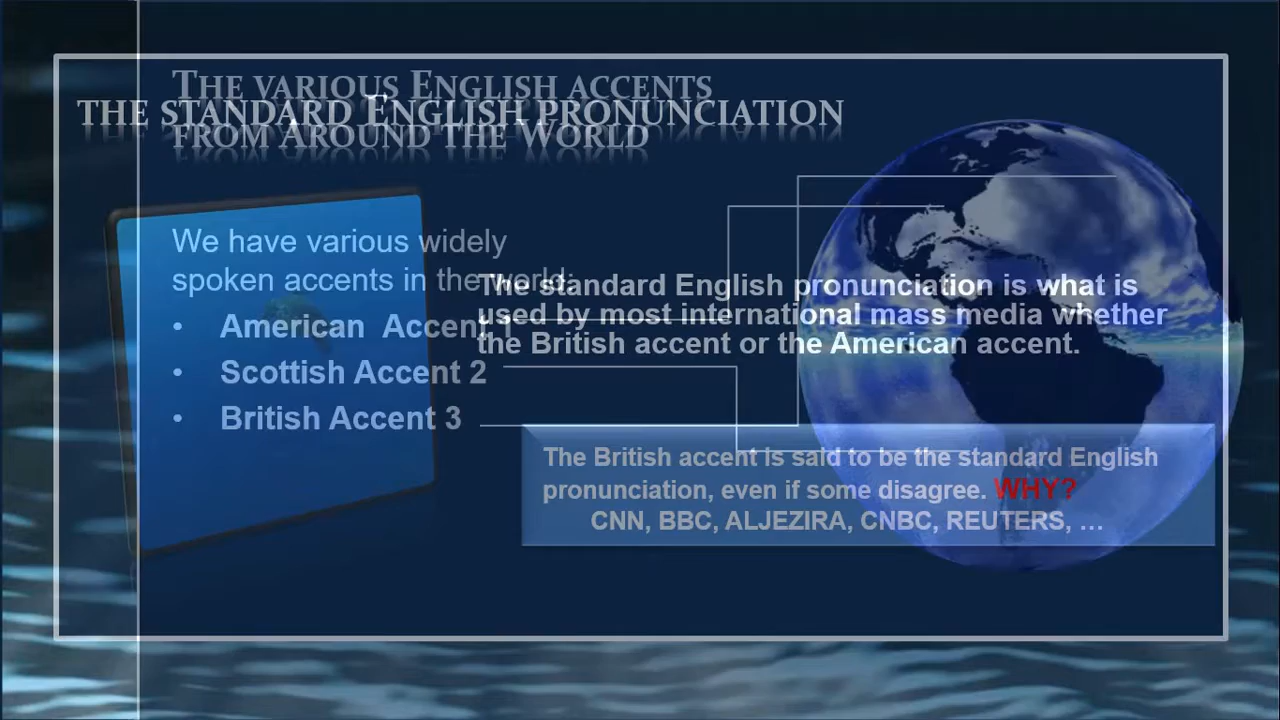 THE VARIOUS ENGLISH ACCENTS
FROM AROUND THE WORLD
THE STANDARD ENGLISH PRONUNCIATION
We have various widely
spoken accents in the world:
• American Accent 1
• Scottish Accent 2
• British Accent 3
The standard English pronunciation is what is
used by most international mass media whether
the British accent or the American accent.
The British accent is said to be the standard English
pronunciation, even if some disagree. WHY?
CNN, BBC, ALJEZIRA, CNBC, REUTERS, ...